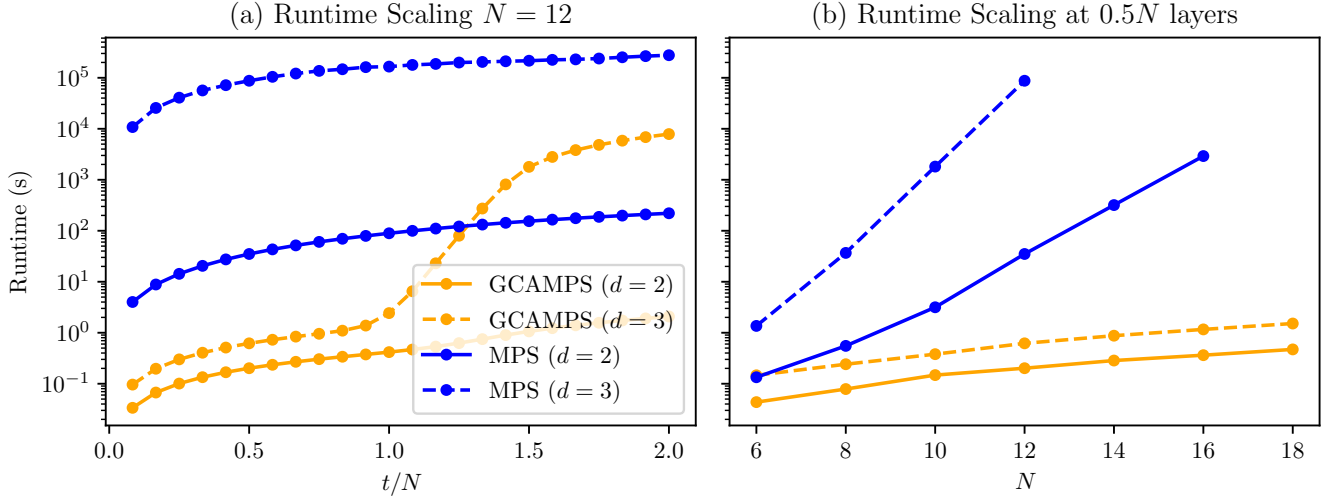 (a) Runtime Scaling N = 12
(b) Runtime Scaling at 0.5N layers
Runtime (s)
10^5
10^4
10^3
10^2
10^1
10^0
10^−1
GCAMPS (d = 2)
GCAMPS (d = 3)
MPS (d = 2)
MPS (d = 3)
0.0 0.5 1.0 1.5 2.0
t/N
6 8 10 12 14 16 18
N